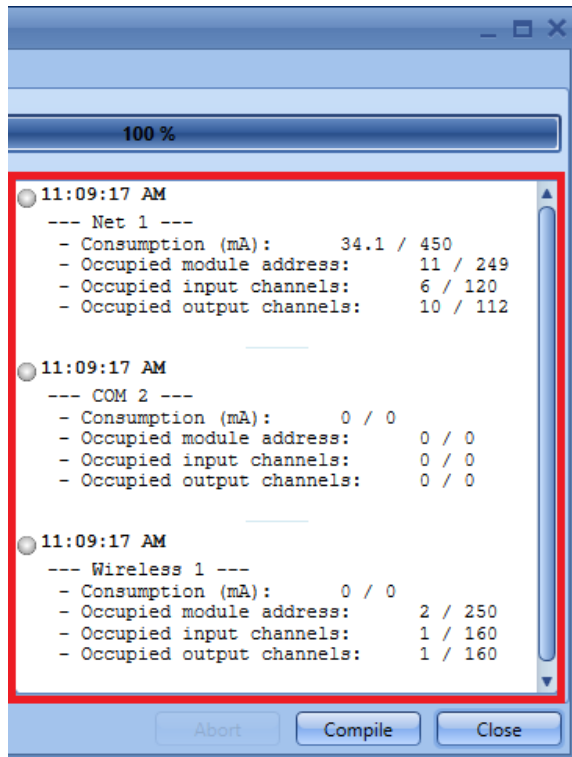 100 %
11:09:17 AM
--- Net 1 ---
- Consumption (mA): 34.1 / 450
- Occupied module address: 11 / 249
- Occupied input channels: 6 / 120
- Occupied output channels: 10 / 112
11:09:17 AM
--- COM 2 ---
- Consumption (mA): 0 / 0
- Occupied module address: 0 / 0
- Occupied input channels: 0 / 0
- Occupied output channels: 0 / 0
11:09:17 AM
--- Wireless 1 ---
- Consumption (mA): 0 / 0
- Occupied module address: 2 / 250
- Occupied input channels: 1 / 160
- Occupied output channels: 1 / 160
Abort Compile Close